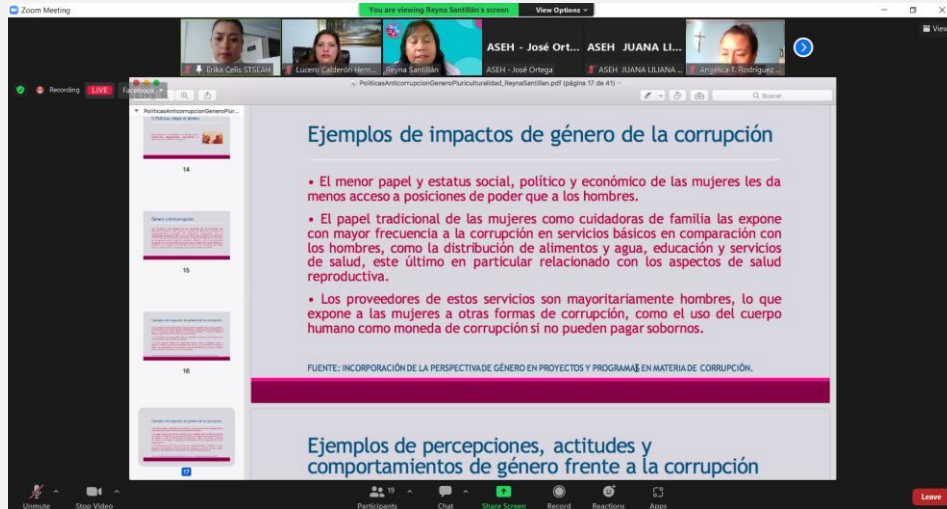 Zoom Meeting
You are viewing Reyna Santillán's screen View Options
View
ASEH - José Ort... ASEH JUANA LI...
Erika Celis STSEAH Lucero Calderón Hern... Reyna Santillán ASEH - José Ortega ASEH JUANA LILIANA ... Angelica T. Rodriguez ...
Recording LIVE Facebook
PoliticasAnticorrupcionGeneroPluriculturalidad_ReynaSantillan.pdf (página 17 de 41)
Buscar
PoliticasAnticorrupcionGeneroPlur...
14
15
16
17
Ejemplos de impactos de género de la corrupción
• El menor papel y estatus social, político y económico de las mujeres les da
menos acceso a posiciones de poder que a los hombres.
• El papel tradicional de las mujeres como cuidadoras de familia las expone
con mayor frecuencia a la corrupción en servicios básicos en comparación con
los hombres, como la distribución de alimentos y agua, educación y servicios
de salud, este último en particular relacionado con los aspectos de salud
reproductiva.
• Los proveedores de estos servicios son mayoritariamente hombres, lo que
expone a las mujeres a otras formas de corrupción, como el uso del cuerpo
humano como moneda de corrupción si no pueden pagar sobornos.
FUENTE: INCORPORACIÓN DE LA PERSPECTIVA DE GÉNERO EN PROYECTOS Y PROGRAMAS EN MATERIA DE CORRUPCIÓN.
Ejemplos de percepciones, actitudes y
comportamientos de género frente a la corrupción
19
Unmute Stop Video Participants Chat Share Screen Record Reactions Apps Leave